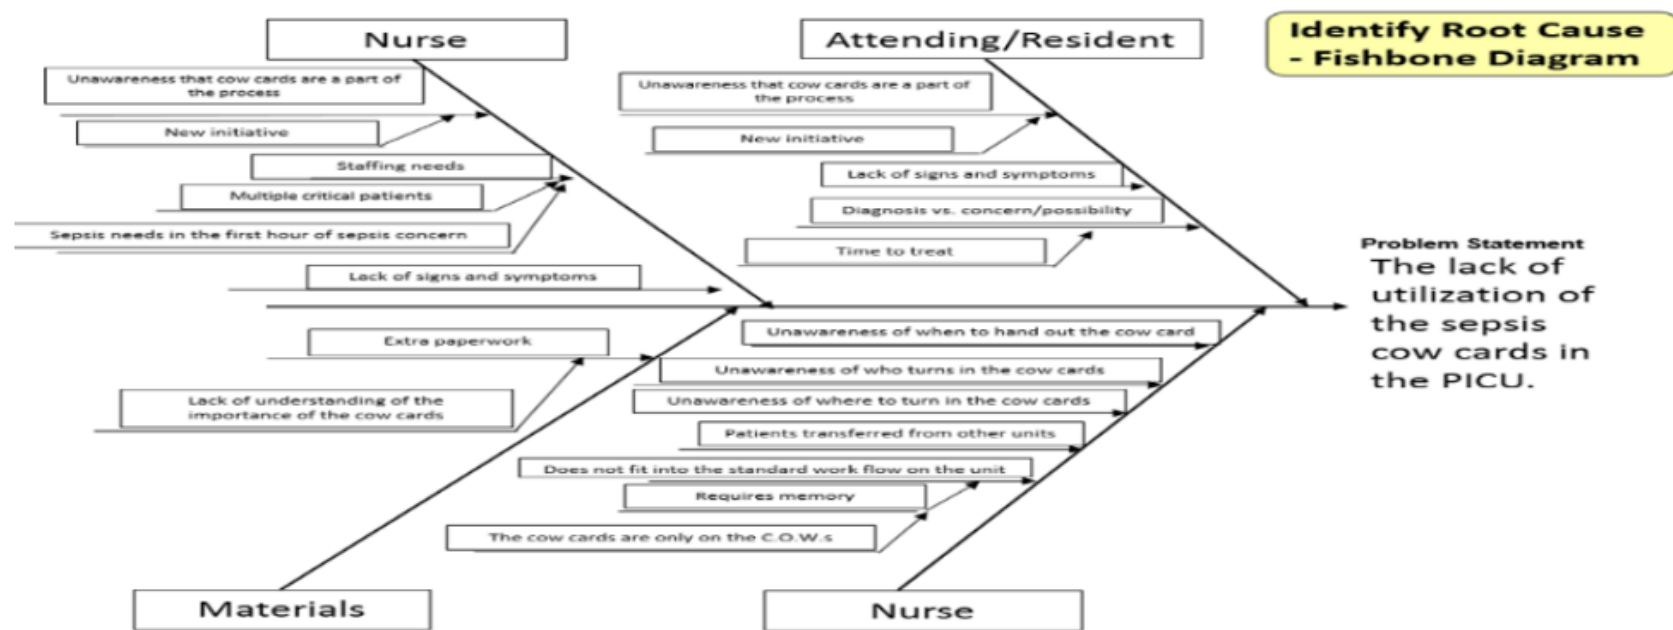 Identify Root Cause
- Fishbone Diagram
Nurse
Unawareness that cow cards are a part of
the process
New initiative
Staffing needs
Multiple critical patients
Sepsis needs in the first hour of sepsis concern
Lack of signs and symptoms
Attending/Resident
Unawareness that cow cards are a part of
the process
New initiative
Lack of signs and symptoms
Diagnosis vs. concern/possibility
Time to treat
Problem Statement
The lack of
utilization of
the sepsis
cow cards in
the PICU.
Extra paperwork
Lack of understanding of the
importance of the cow cards
Materials
Unawareness of when to hand out the cow card
Unawareness of who turns in the cow cards
Unawareness of where to turn in the cow cards
Patients transferred from other units
Does not fit into the standard work flow on the unit
Requires memory
The cow cards are only on the C.O.W.s
Nurse